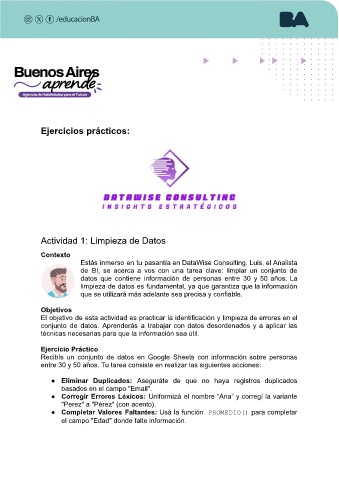 /educacionBA
BA
Buenos Aires
aprende
Agencia de Habilidades para el Futuro
Ejercicios prácticos:
DATAWISE CONSULTING
INSIGHTS ESTRATÉGICOS
Actividad 1: Limpieza de Datos
Contexto
Estás inmerso en tu pasantía en DataWise Consulting. Luis, el Analista
de BI, se acerca a vos con una tarea clave: limpiar un conjunto de
datos que contiene información de personas entre 30 y 50 años. La
limpieza de datos es fundamental, ya que garantiza que la información
que se utilizará más adelante sea precisa y confiable.
Objetivos
El objetivo de esta actividad es practicar la identificación y limpieza de errores en el
conjunto de datos. Aprenderás a trabajar con datos desordenados y a aplicar las
técnicas necesarias para que la información sea útil.
Ejercicio Práctico
Recibís un conjunto de datos en Google Sheets con información sobre personas
entre 30 y 50 años. Tu tarea consiste en realizar las siguientes acciones:
● Eliminar Duplicados: Aseguráte de que no haya registros duplicados
basados en el campo "Email".
● Corregir Errores Léxicos: Uniformizá el nombre "Ana" y corregí la variante
"Perez" a "Pérez" (con acento).
● Completar Valores Faltantes: Usá la función PROMEDIO() para completar
el campo "Edad" donde falte información.